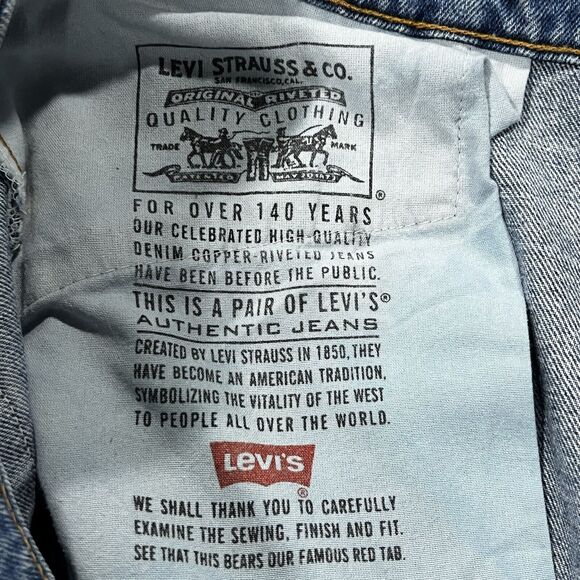 LEVI STRAUSS & CO.
SAN FRANCISCO, CAL.
ORIGINAL RIVETED
QUALITY CLOTHING
TRADE MARK
PATENTED MAY 20 1873
®
FOR OVER 140 YEARS
OUR CELEBRATED HIGH-QUALITY
DENIM COPPER-RIVETED JEANS
HAVE BEEN BEFORE THE PUBLIC.
THIS IS A PAIR OF LEVI'S®
AUTHENTIC JEANS
CREATED BY LEVI STRAUSS IN 1850, THEY
HAVE BECOME AN AMERICAN TRADITION,
SYMBOLIZING THE VITALITY OF THE WEST
TO PEOPLE ALL OVER THE WORLD.
Levi's
®
WE SHALL THANK YOU TO CAREFULLY
EXAMINE THE SEWING, FINISH AND FIT.
SEE THAT THIS BEARS OUR FAMOUS RED TAB.